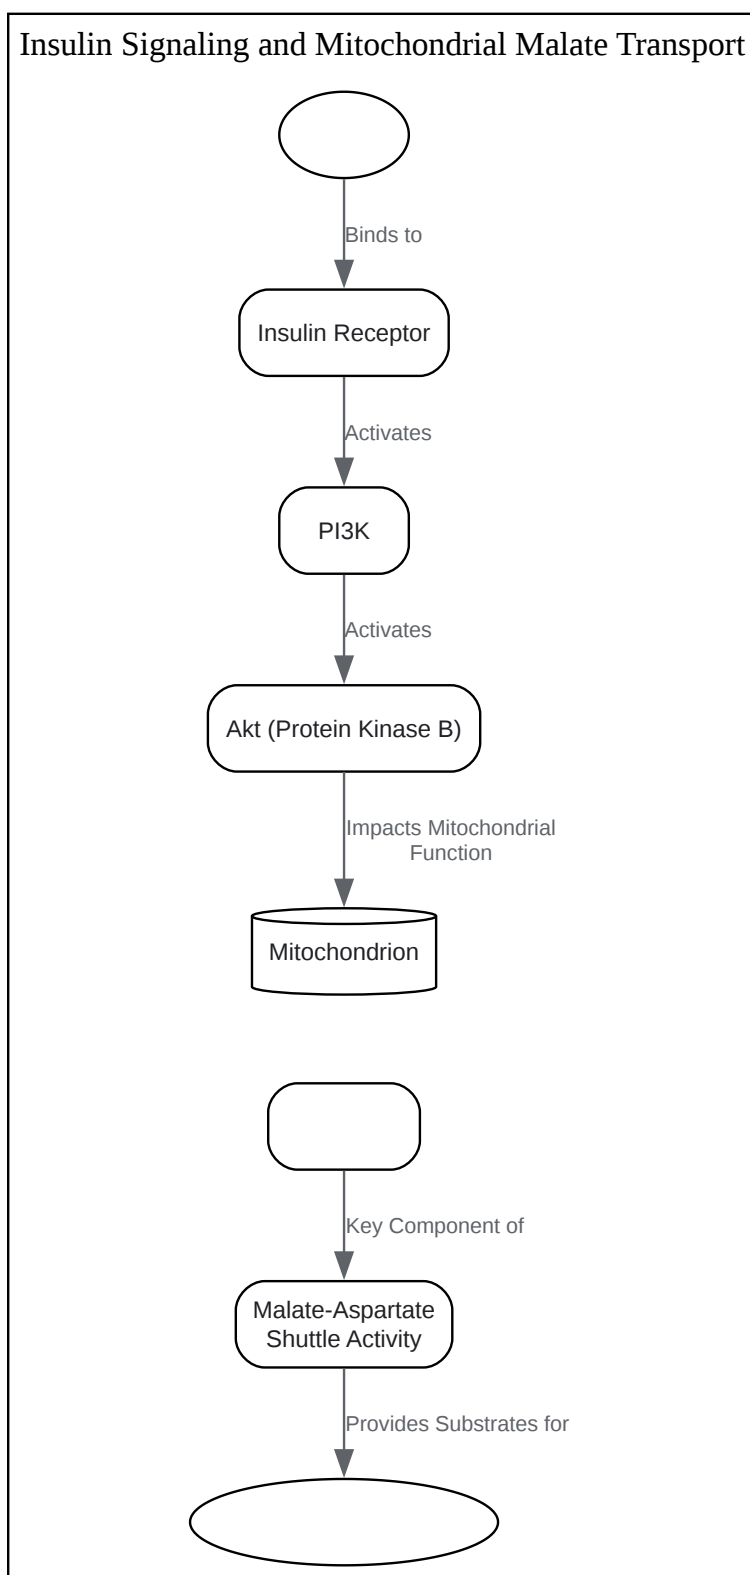 Insulin Signaling and Mitochondrial Malate Transport
Binds to
Insulin Receptor
Activates
PI3K
Activates
Akt (Protein Kinase B)
Impacts Mitochondrial
Function
Mitochondrion
Key Component of
Malate-Aspartate
Shuttle Activity
Provides Substrates for